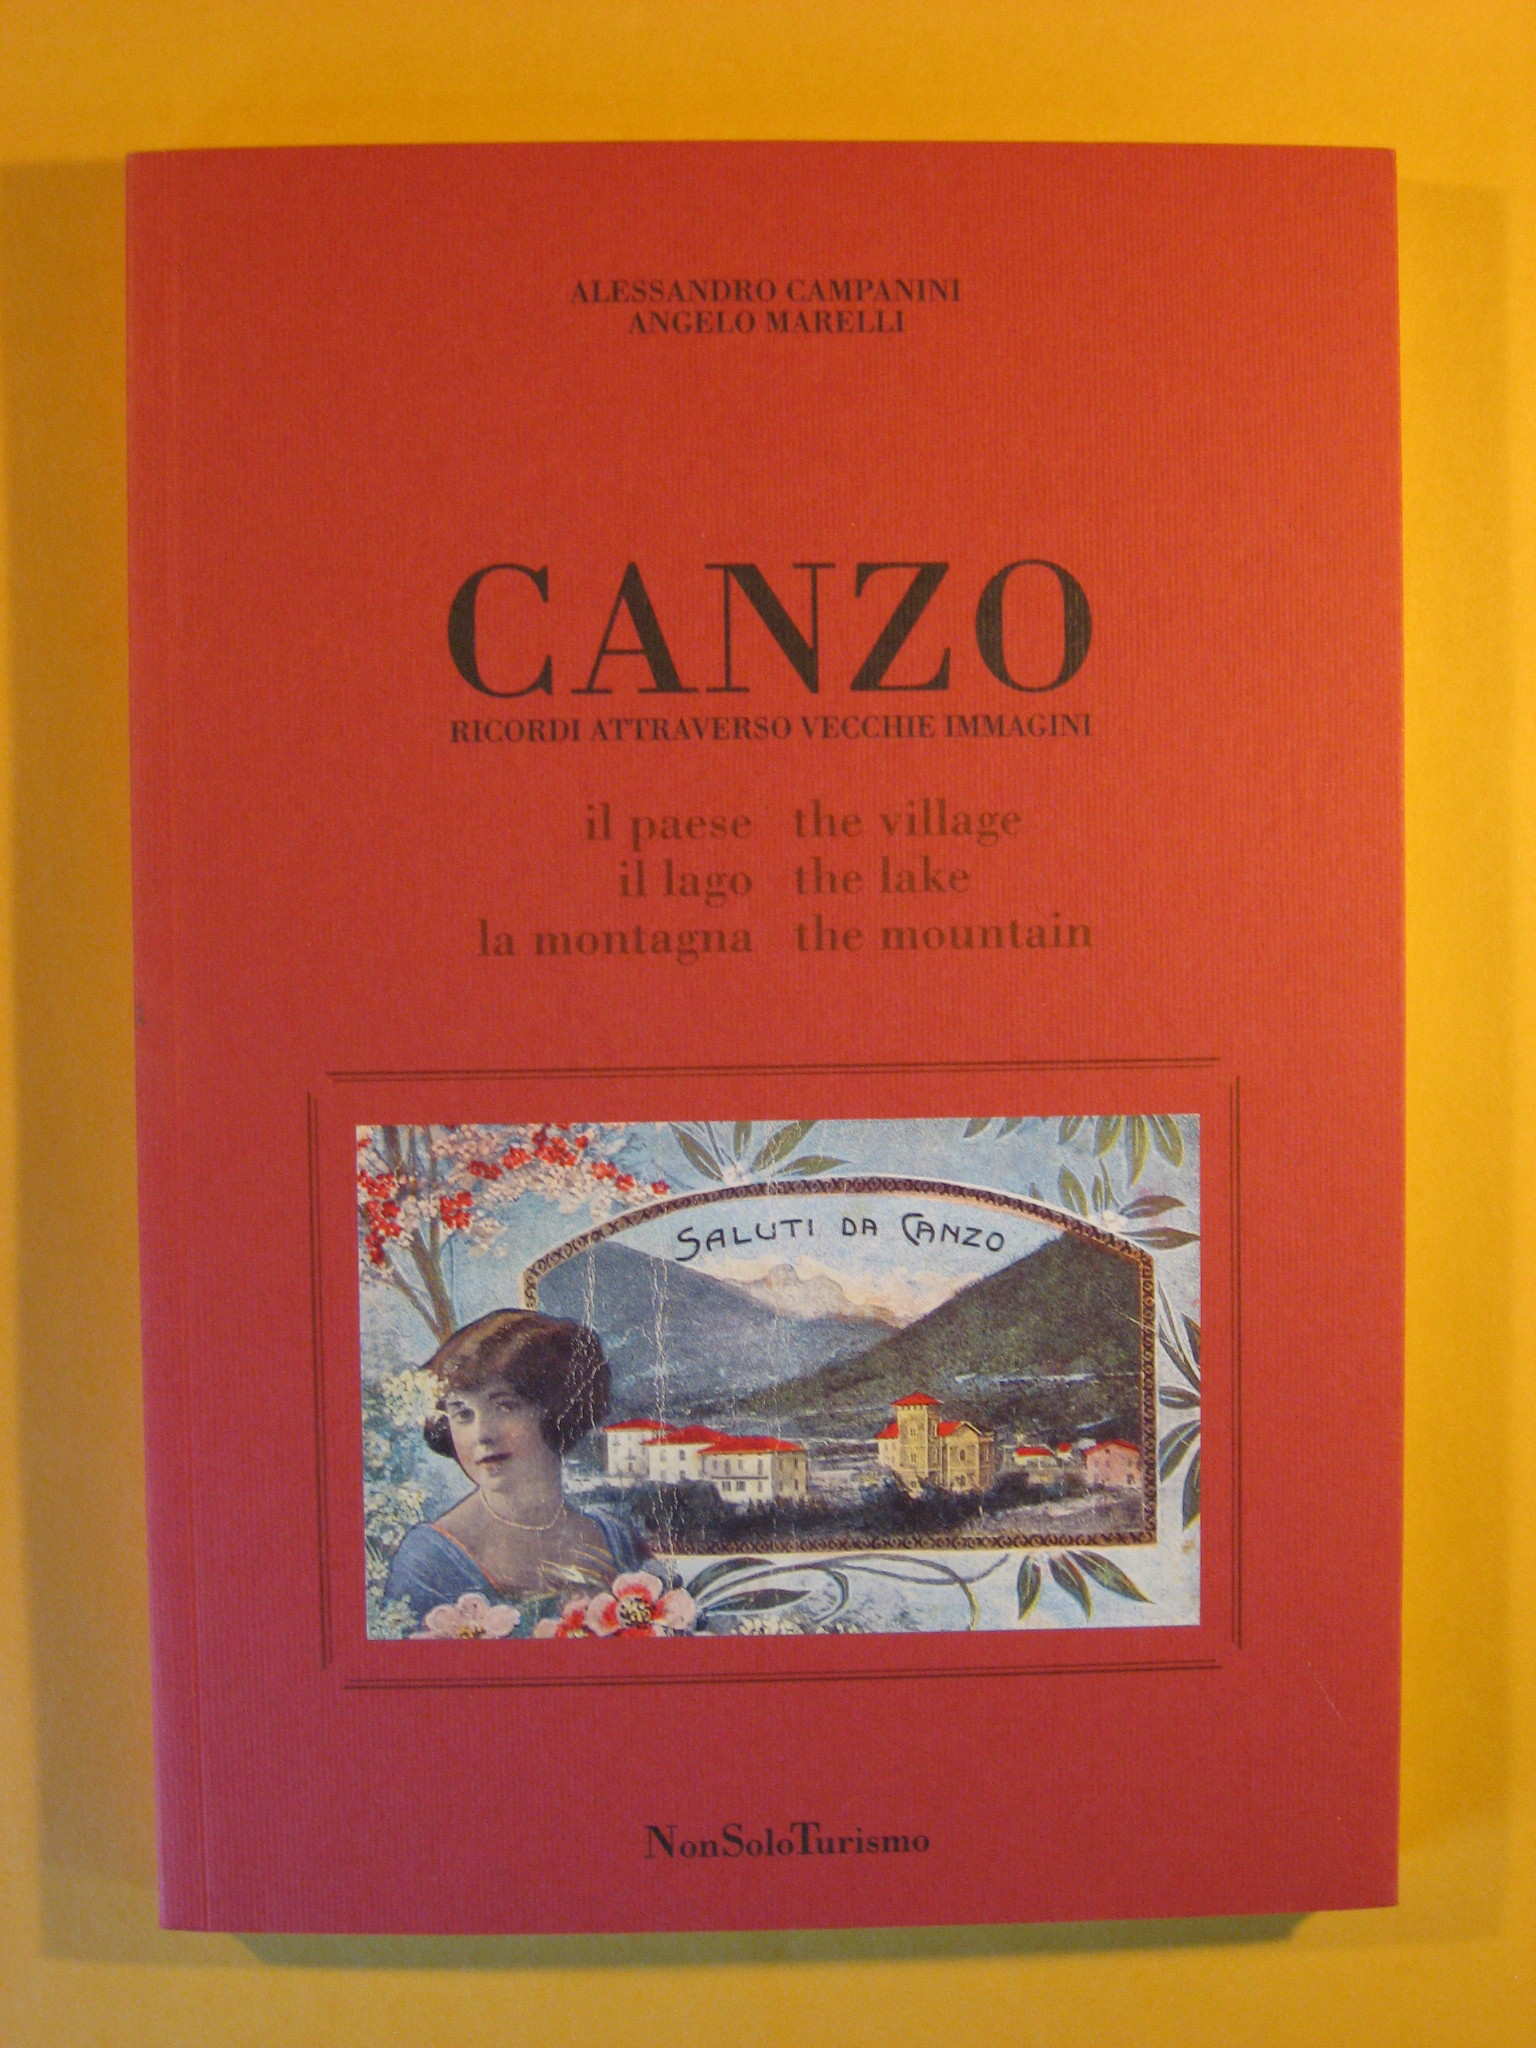 ALESSANDRO CAMPANINI
ANGELO MARELLI
CANZO
RICORDI ATTRAVERSO VECCHIE IMMAGINI
il paese the village
il lago the lake
la montagna the mountain
SALUTI DA CANZO
NonSoloTurismo